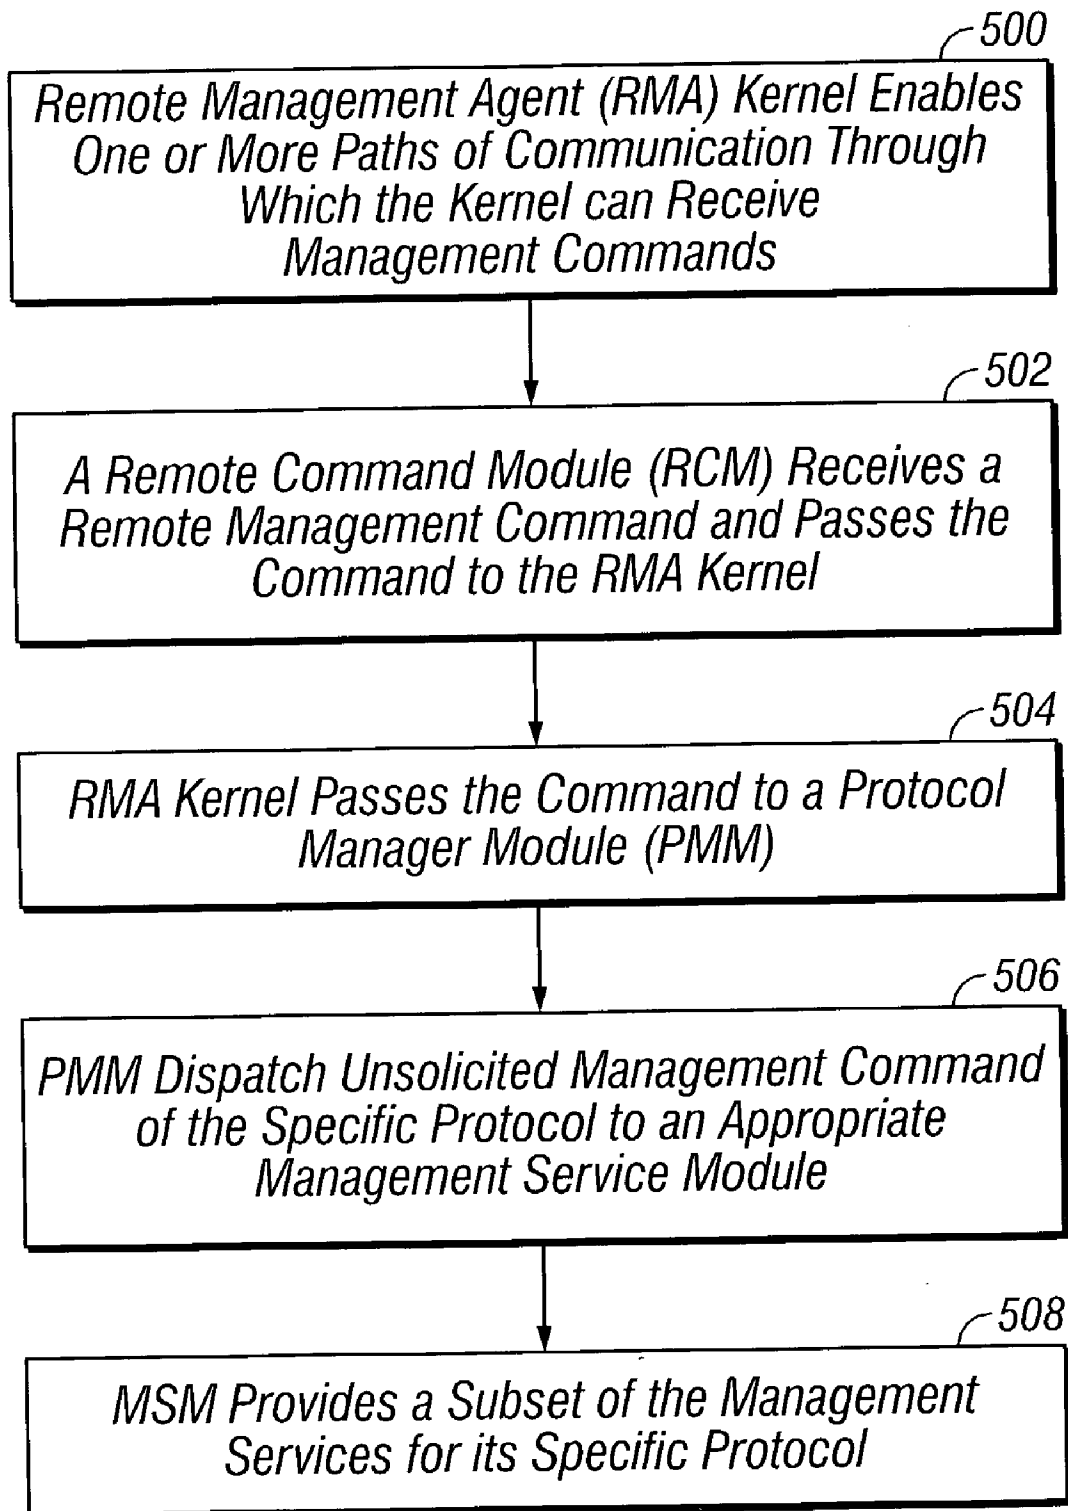 500
Remote Management Agent (RMA) Kernel Enables
One or More Paths of Communication Through
Which the Kernel can Receive
Management Commands
502
A Remote Command Module (RCM) Receives a
Remote Management Command and Passes the
Command to the RMA Kernel
504
RMA Kernel Passes the Command to a Protocol
Manager Module (PMM)
506
PMM Dispatch Unsolicited Management Command
of the Specific Protocol to an Appropriate
Management Service Module
508
MSM Provides a Subset of the Management
Services for its Specific Protocol